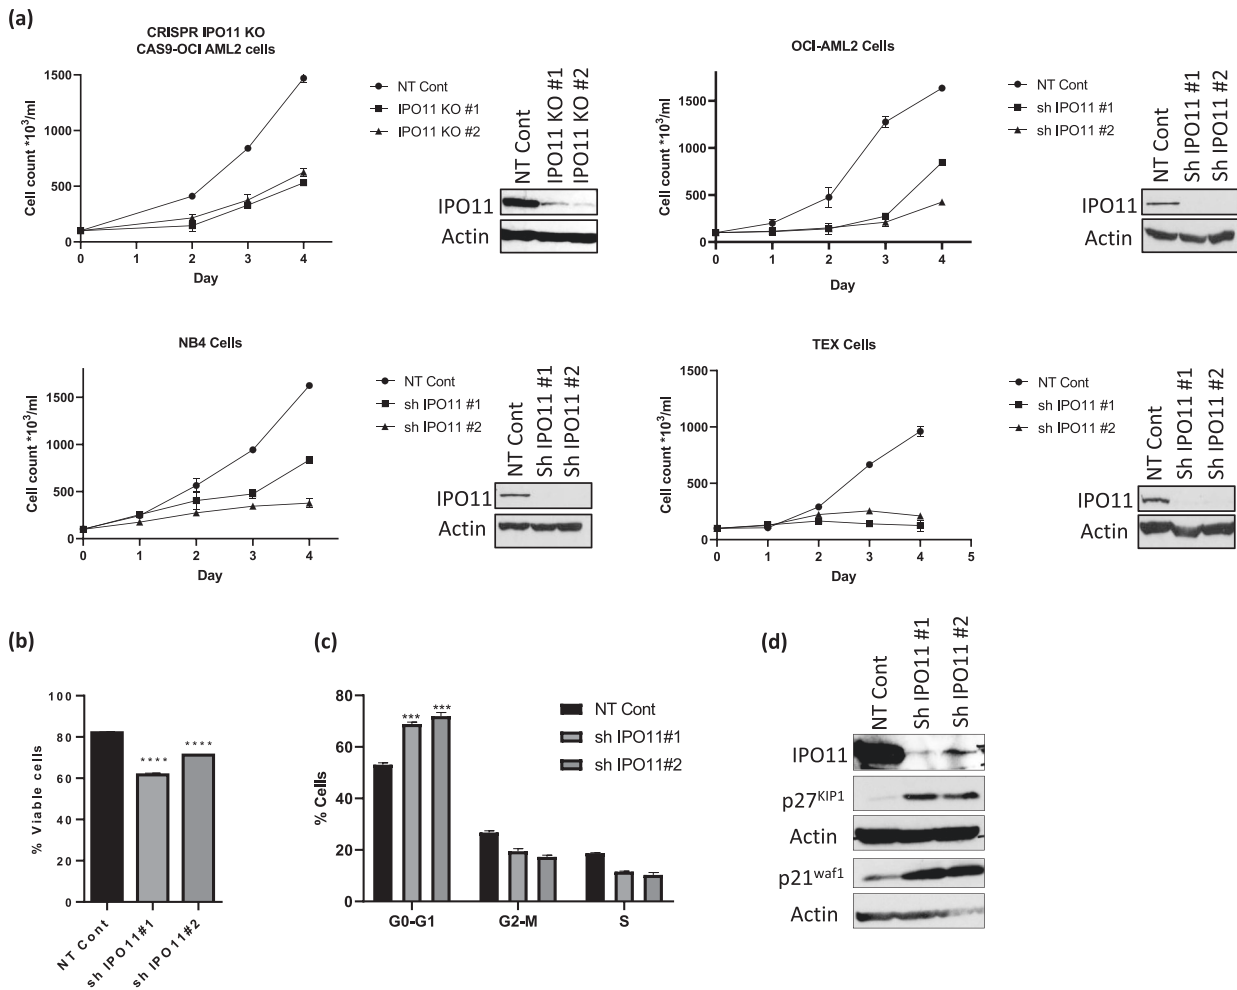 (a)
CRISPR IPO11 KO
CAS9-OCI AML2 cells
Cell count *10³/ml
1500
1000
500
0
0 1 2 3 4
Day
NT Cont
IPO11 KO #1
IPO11 KO #2
NT Cont
IPO11 KO #1
IPO11 KO #2
IPO11
Actin
OCI-AML2 Cells
Cell count *10³/ml
1500
1000
500
0
0 1 2 3 4
Day
NT Cont
sh IPO11 #1
sh IPO11 #2
NT Cont
Sh IPO11 #1
Sh IPO11 #2
IPO11
Actin
NB4 Cells
Cell count *10³/ml
1500
1000
500
0
0 1 2 3 4
Day
NT Cont
sh IPO11 #1
sh IPO11 #2
NT Cont
Sh IPO11 #1
Sh IPO11 #2
IPO11
Actin
TEX Cells
Cell count *10³/ml
1500
1000
500
0
0 1 2 3 4 5
Day
NT Cont
sh IPO11 #1
sh IPO11 #2
NT Cont
Sh IPO11 #1
Sh IPO11 #2
IPO11
Actin
(b)
% Viable cells
100
80
60
40
20
0
****
****
NT Cont
sh IPO11#1
sh IPO11#2
(c)
% Cells
80
60
40
20
0
***
***
G0-G1 G2-M S
NT Cont
sh IPO11#1
sh IPO11#2
(d)
NT Cont
Sh IPO11 #1
Sh IPO11 #2
IPO11
p27ᴷᴵᴾ¹
Actin
p21ʷᵃᶠ¹
Actin